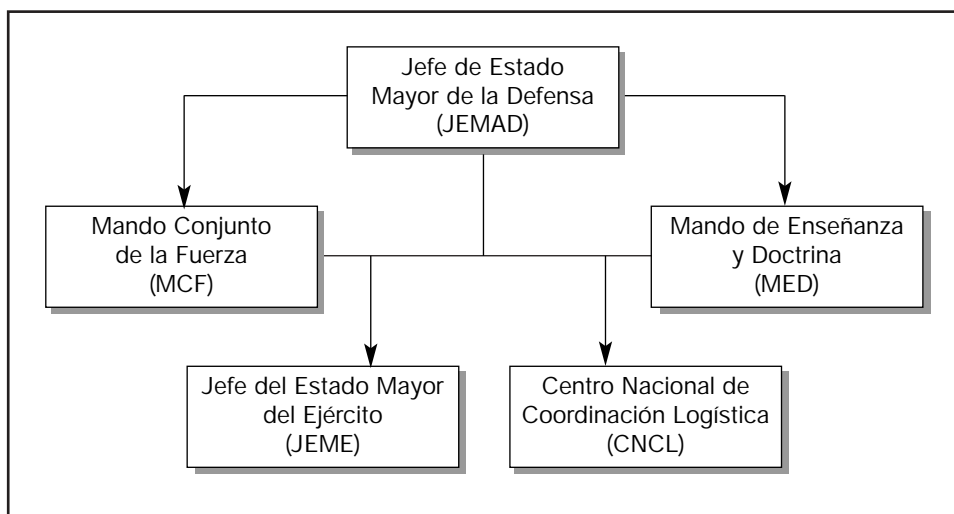 Jefe de Estado
Mayor de la Defensa
(JEMAD)
Mando Conjunto
de la Fuerza
(MCF)
Mando de Enseñanza
y Doctrina
(MED)
Jefe del Estado Mayor
del Ejército
(JEME)
Centro Nacional de
Coordinación Logística
(CNCL)